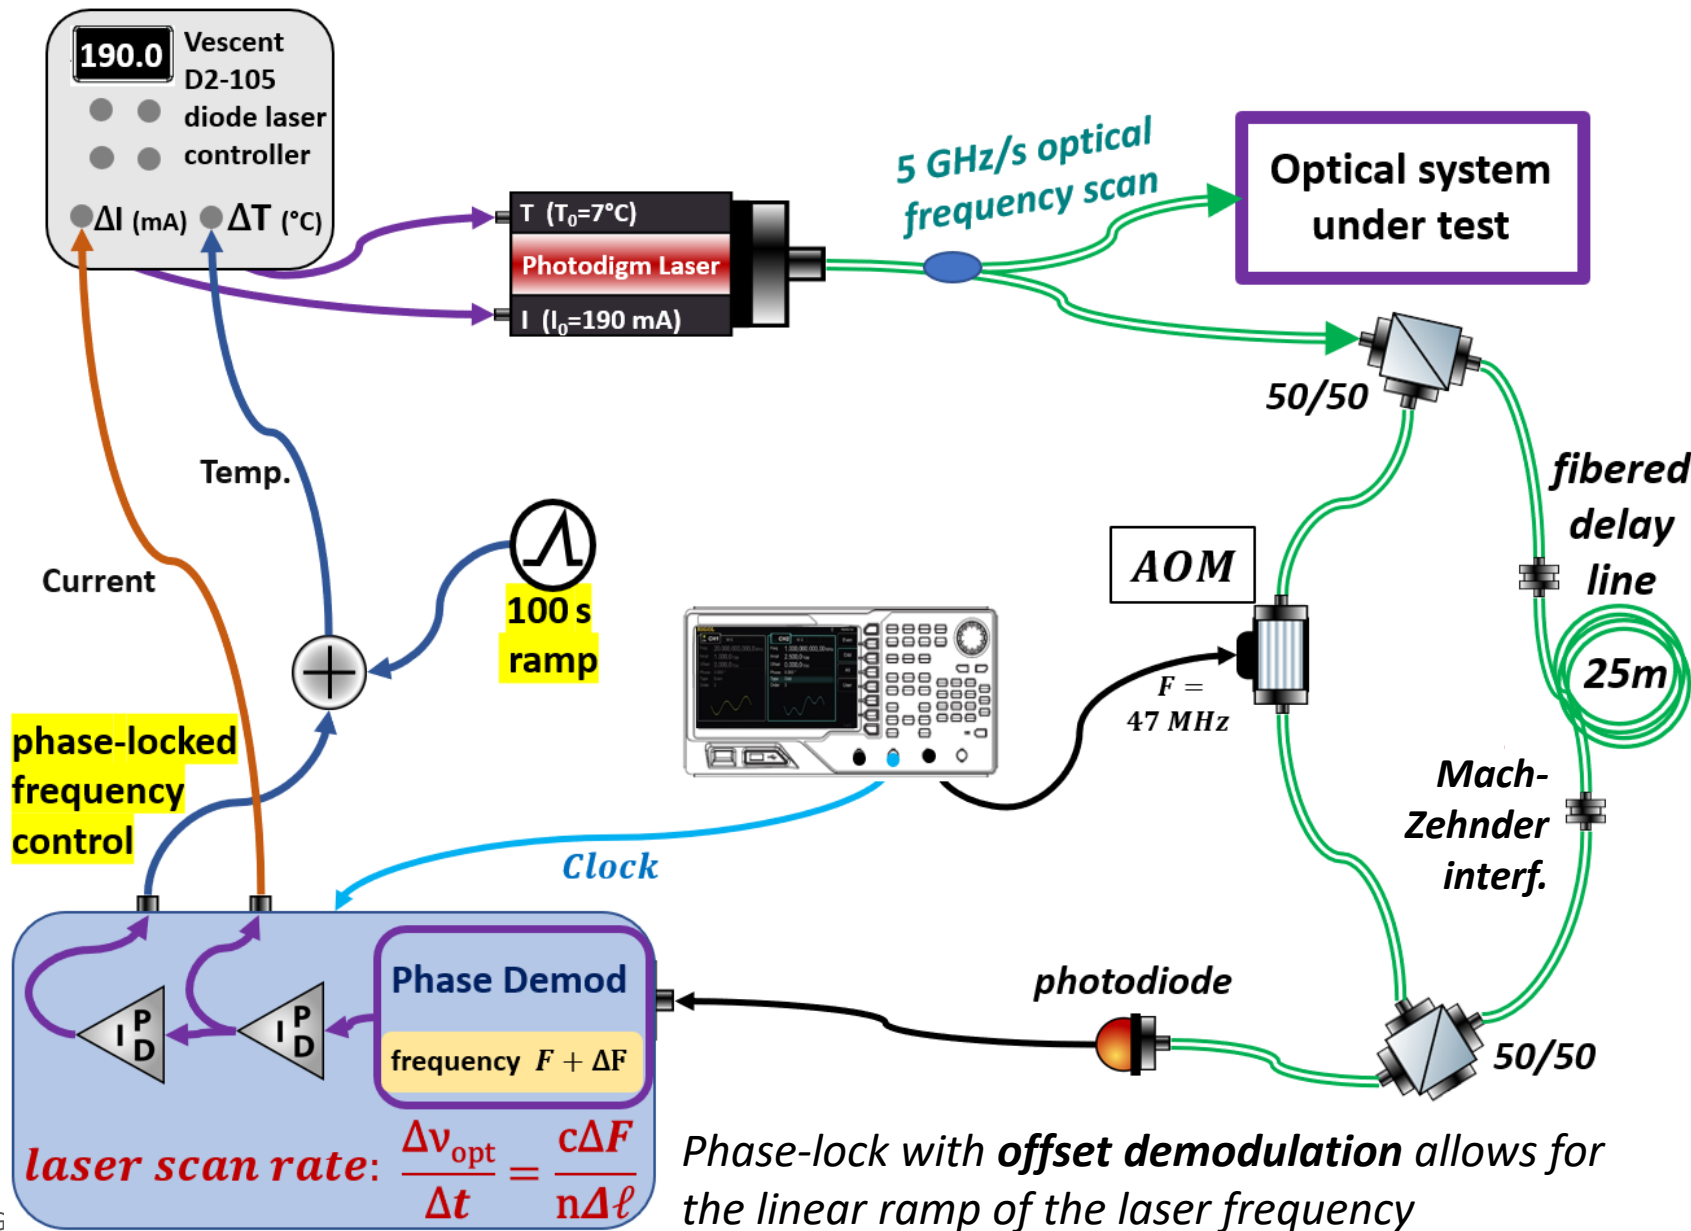 190.0
Vescent
D2-105
diode laser
controller
ΔI (mA)
ΔT (°C)
T (T₀=7°C)
Photodigm Laser
I (I₀=190 mA)
5 GHz/s optical
frequency scan
Optical system
under test
50/50
fibered
delay
line
25m
Mach-
Zehnder
interf.
AOM
F =
47 MHz
Temp.
Current
100 s
ramp
phase-locked
frequency
control
Clock
P
I
D
P
I
D
Phase Demod
frequency F + ΔF
photodiode
50/50
laser scan rate: Δν_opt/Δt = cΔF/nΔℓ
Phase-lock with offset demodulation allows for
the linear ramp of the laser frequency